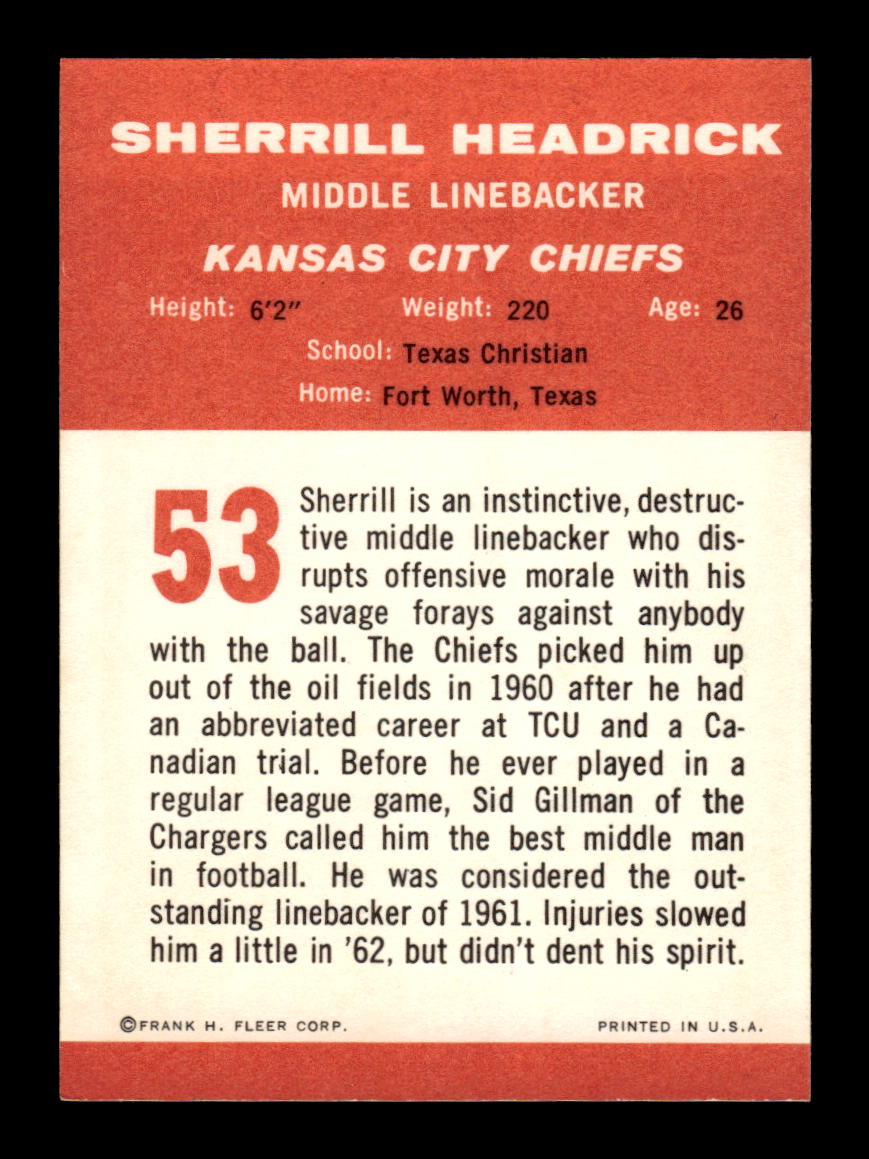 SHERRILL HEADRICK
MIDDLE LINEBACKER
KANSAS CITY CHIEFS
Height: 6'2" Weight: 220 Age: 26
School: Texas Christian
Home: Fort Worth, Texas
53
Sherrill is an instinctive, destruc-
tive middle linebacker who dis-
rupts offensive morale with his
savage forays against anybody
with the ball. The Chiefs picked him up
out of the oil fields in 1960 after he had
an abbreviated career at TCU and a Ca-
nadian trial. Before he ever played in a
regular league game, Sid Gillman of the
Chargers called him the best middle man
in football. He was considered the out-
standing linebacker of 1961. Injuries slowed
him a little in '62, but didn't dent his spirit.
©FRANK H. FLEER CORP. PRINTED IN U.S.A.